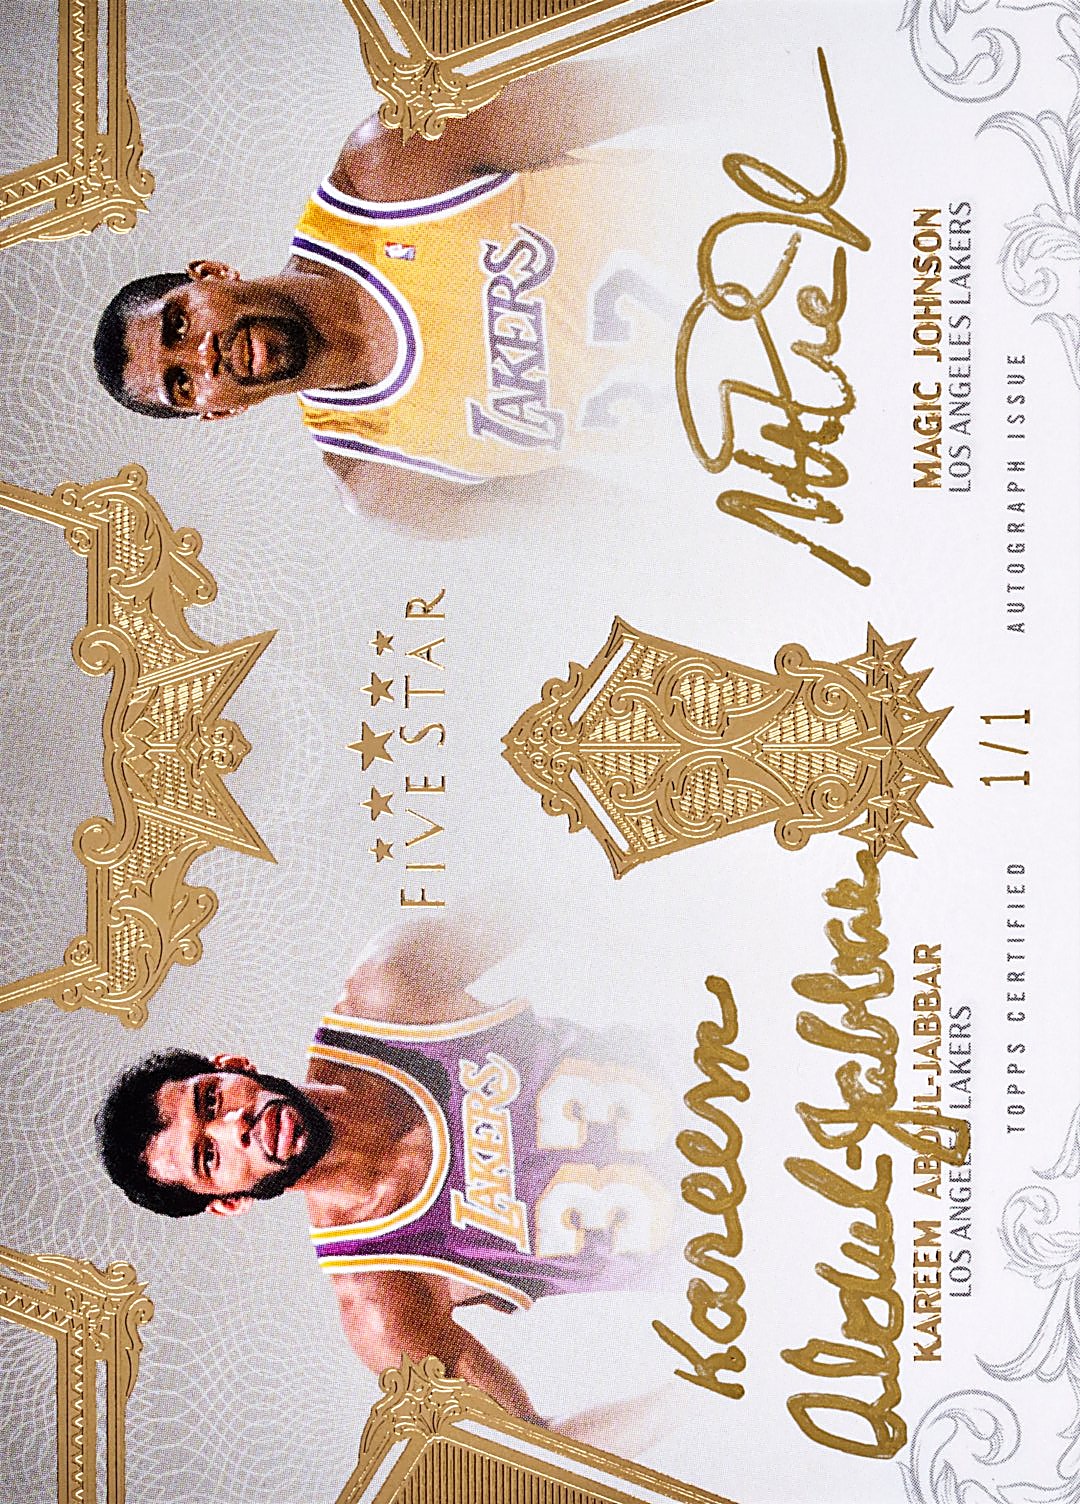 FIVE STAR
LAKERS
33
LAKERS
32
Kareem
Abdul-Jabbar
KAREEM ABDUL-JABBAR
LOS ANGELES LAKERS
MAGIC JOHNSON
LOS ANGELES LAKERS
1/1
TOPPS CERTIFIED AUTOGRAPH ISSUE